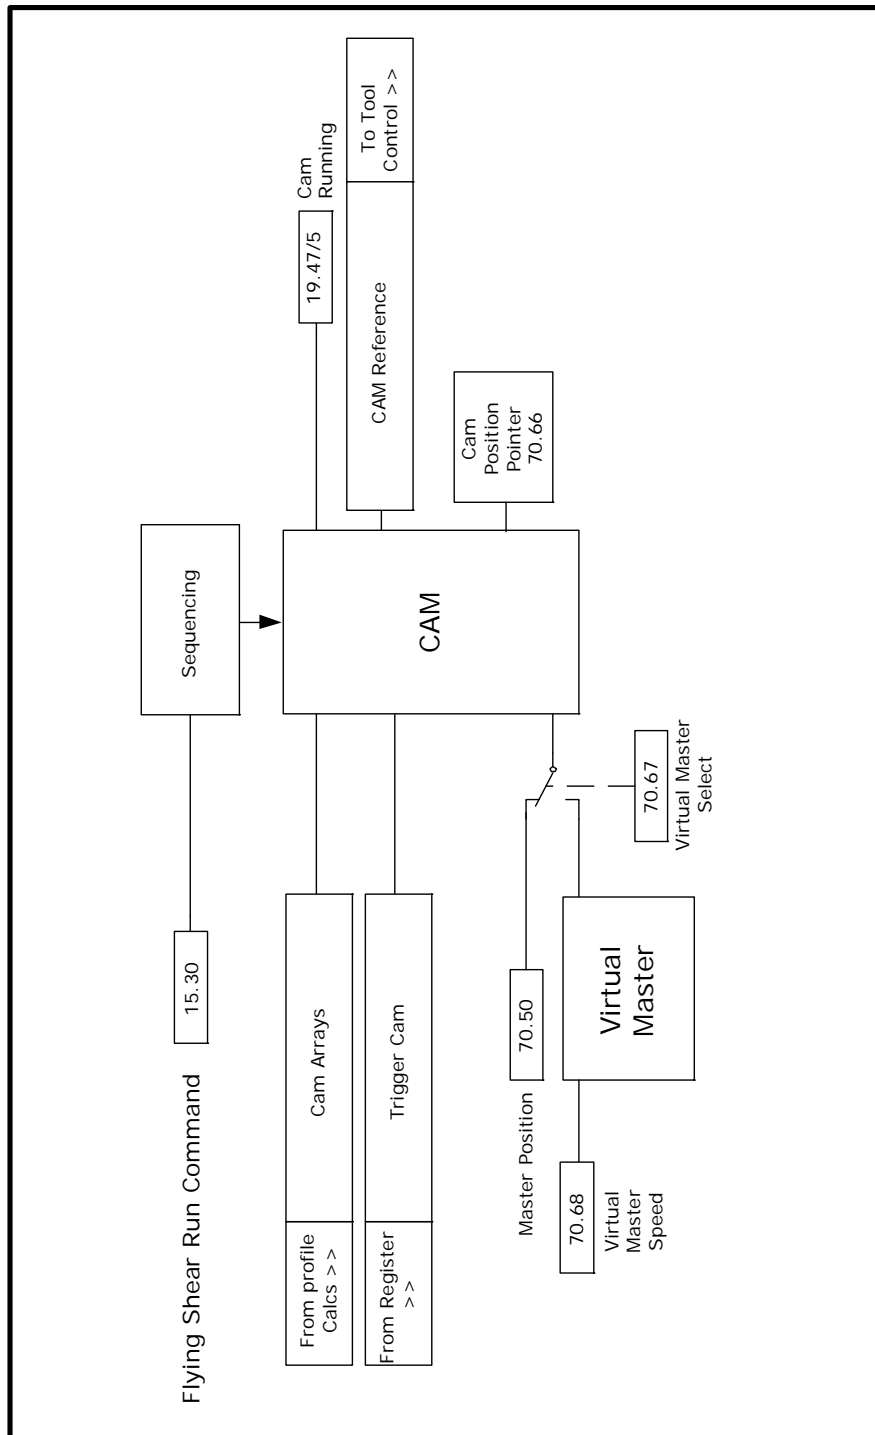 Flying Shear Run Command
15.30
Sequencing
From profile
Calcs >>
Cam Arrays
From Register
>>
Trigger Cam
CAM
19.47/5
Cam
Running
CAM Reference
To Tool
Control >>
Cam
Position
Pointer
70.66
Master Position
70.50
70.68
Virtual
Master
Speed
Virtual
Master
70.67
Virtual Master
Select